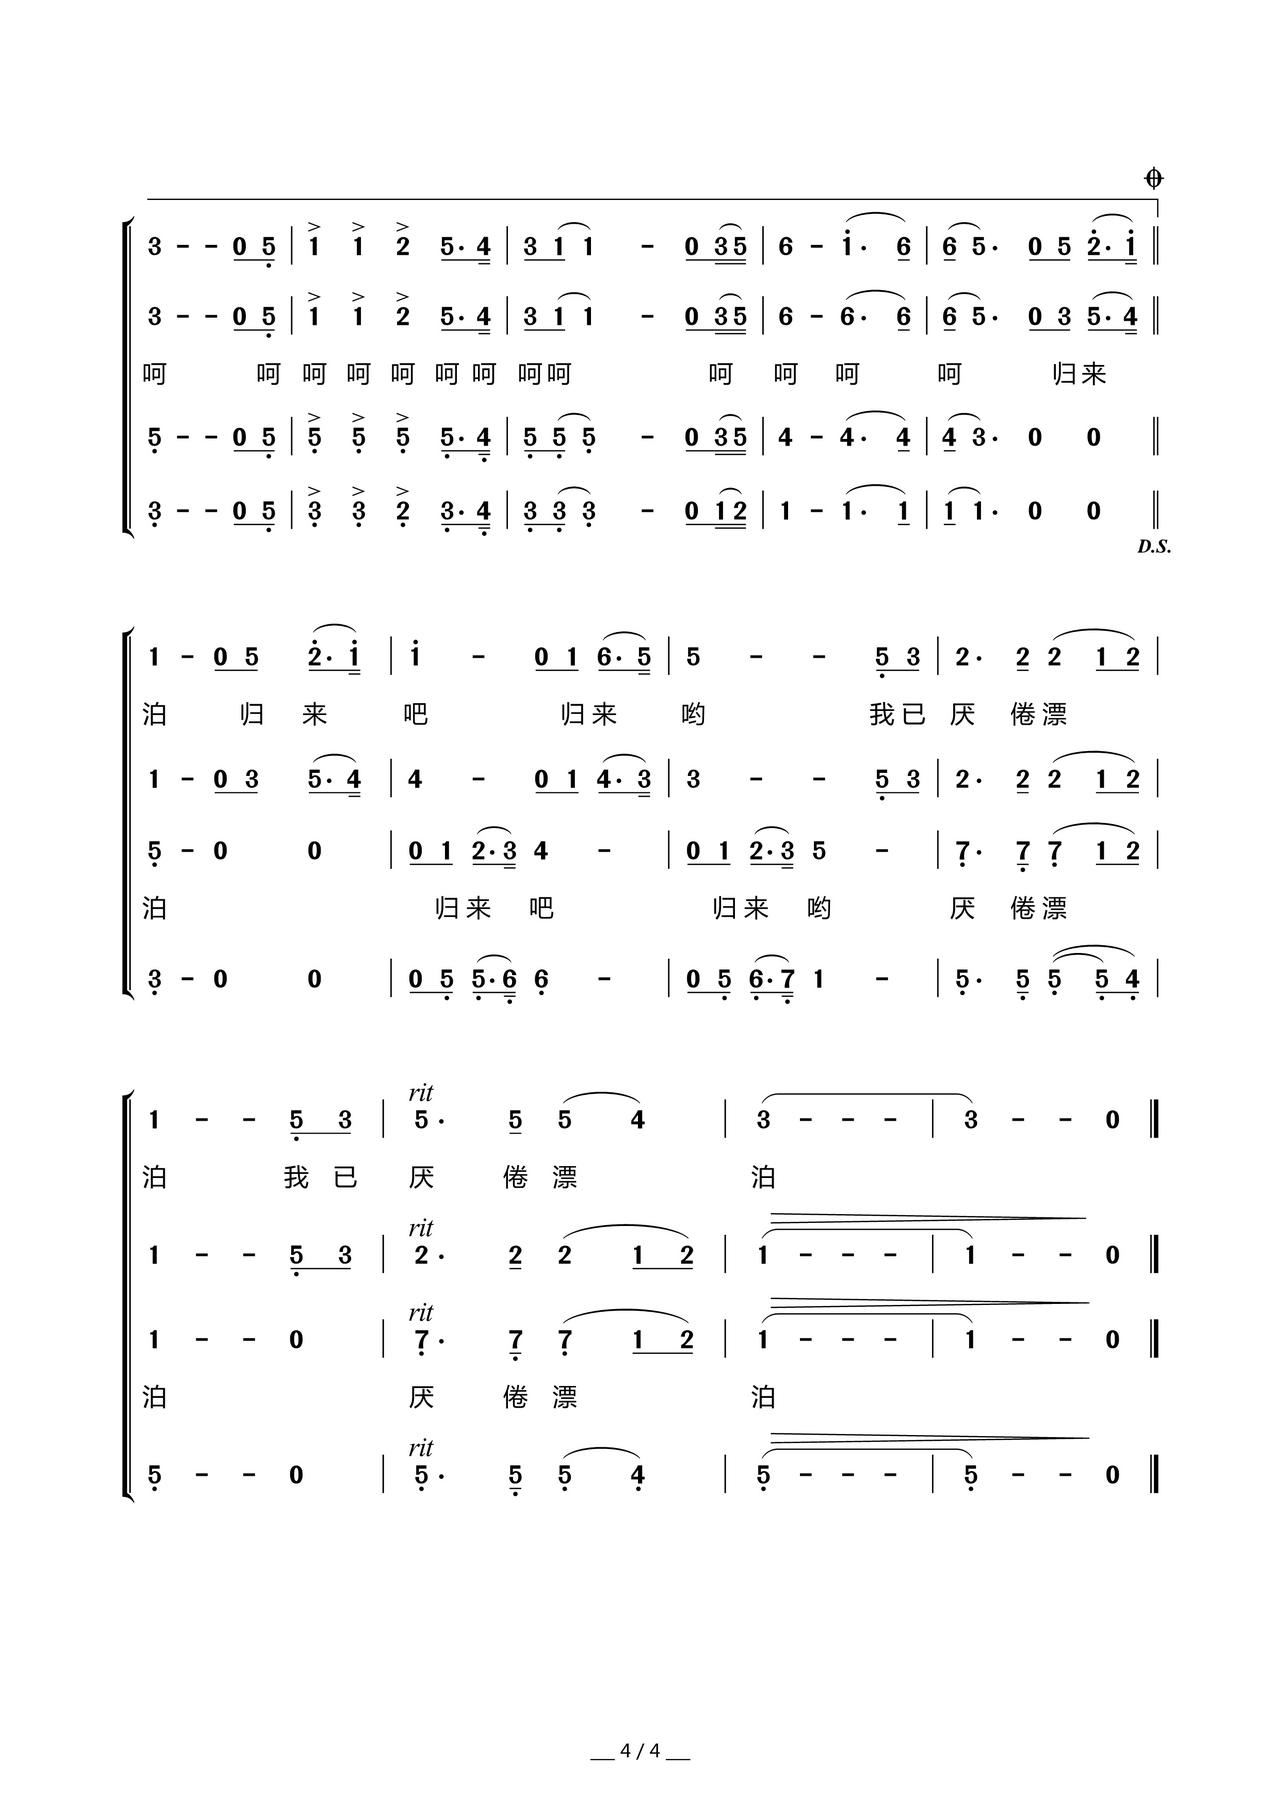 3 - - 0 5 | 1 1 2 5. 4 | 3 1 1 - 0 3 5 | 6 - 1. 6 | 6 5. 0 5 2. 1 ||
3 - - 0 5 | 1 1 2 5. 4 | 3 1 1 - 0 3 5 | 6 - 6. 6 | 6 5. 0 3 5. 4 ||
呵 呵 呵 呵 呵 呵 呵 呵 呵 呵 呵 呵 呵 归 来
5 - - 0 5 | 5 5 5 5. 4 | 5 5 5 - 0 3 5 | 4 - 4. 4 | 4 3. 0 0 ||
3 - - 0 5 | 3 3 2 3. 4 | 3 3 3 - 0 1 2 | 1 - 1. 1 | 1 1. 0 0 ||
D.S.
1 - 0 5 2. 1 | 1 - 0 1 6. 5 | 5 - - 5 3 | 2. 2 2 1 2 |
泊 归 来 吧 归 来 哟 我 已 厌 倦 漂
1 - 0 3 5. 4 | 4 - 0 1 4. 3 | 3 - - 5 3 | 2. 2 2 1 2 |
5 - 0 0 | 0 1 2. 3 4 - | 0 1 2. 3 5 - | 7. 7 7 1 2 |
泊 归 来 吧 归 来 哟 厌 倦 漂
3 - 0 0 | 0 5 5. 6 6 - | 0 5 6. 7 1 - | 5. 5 5 5 4 |
rit
1 - - 5 3 | 5. 5 5 4 | 3 - - - | 3 - - 0 ||
泊 我 已 厌 倦 漂 泊
rit
1 - - 5 3 | 2. 2 2 1 2 | 1 - - - | 1 - - 0 ||
rit
1 - - 0 | 7. 7 7 1 2 | 1 - - - | 1 - - 0 ||
泊 厌 倦 漂 泊
rit
5 - - 0 | 5. 5 5 4 | 5 - - - | 5 - - 0 ||
4 / 4